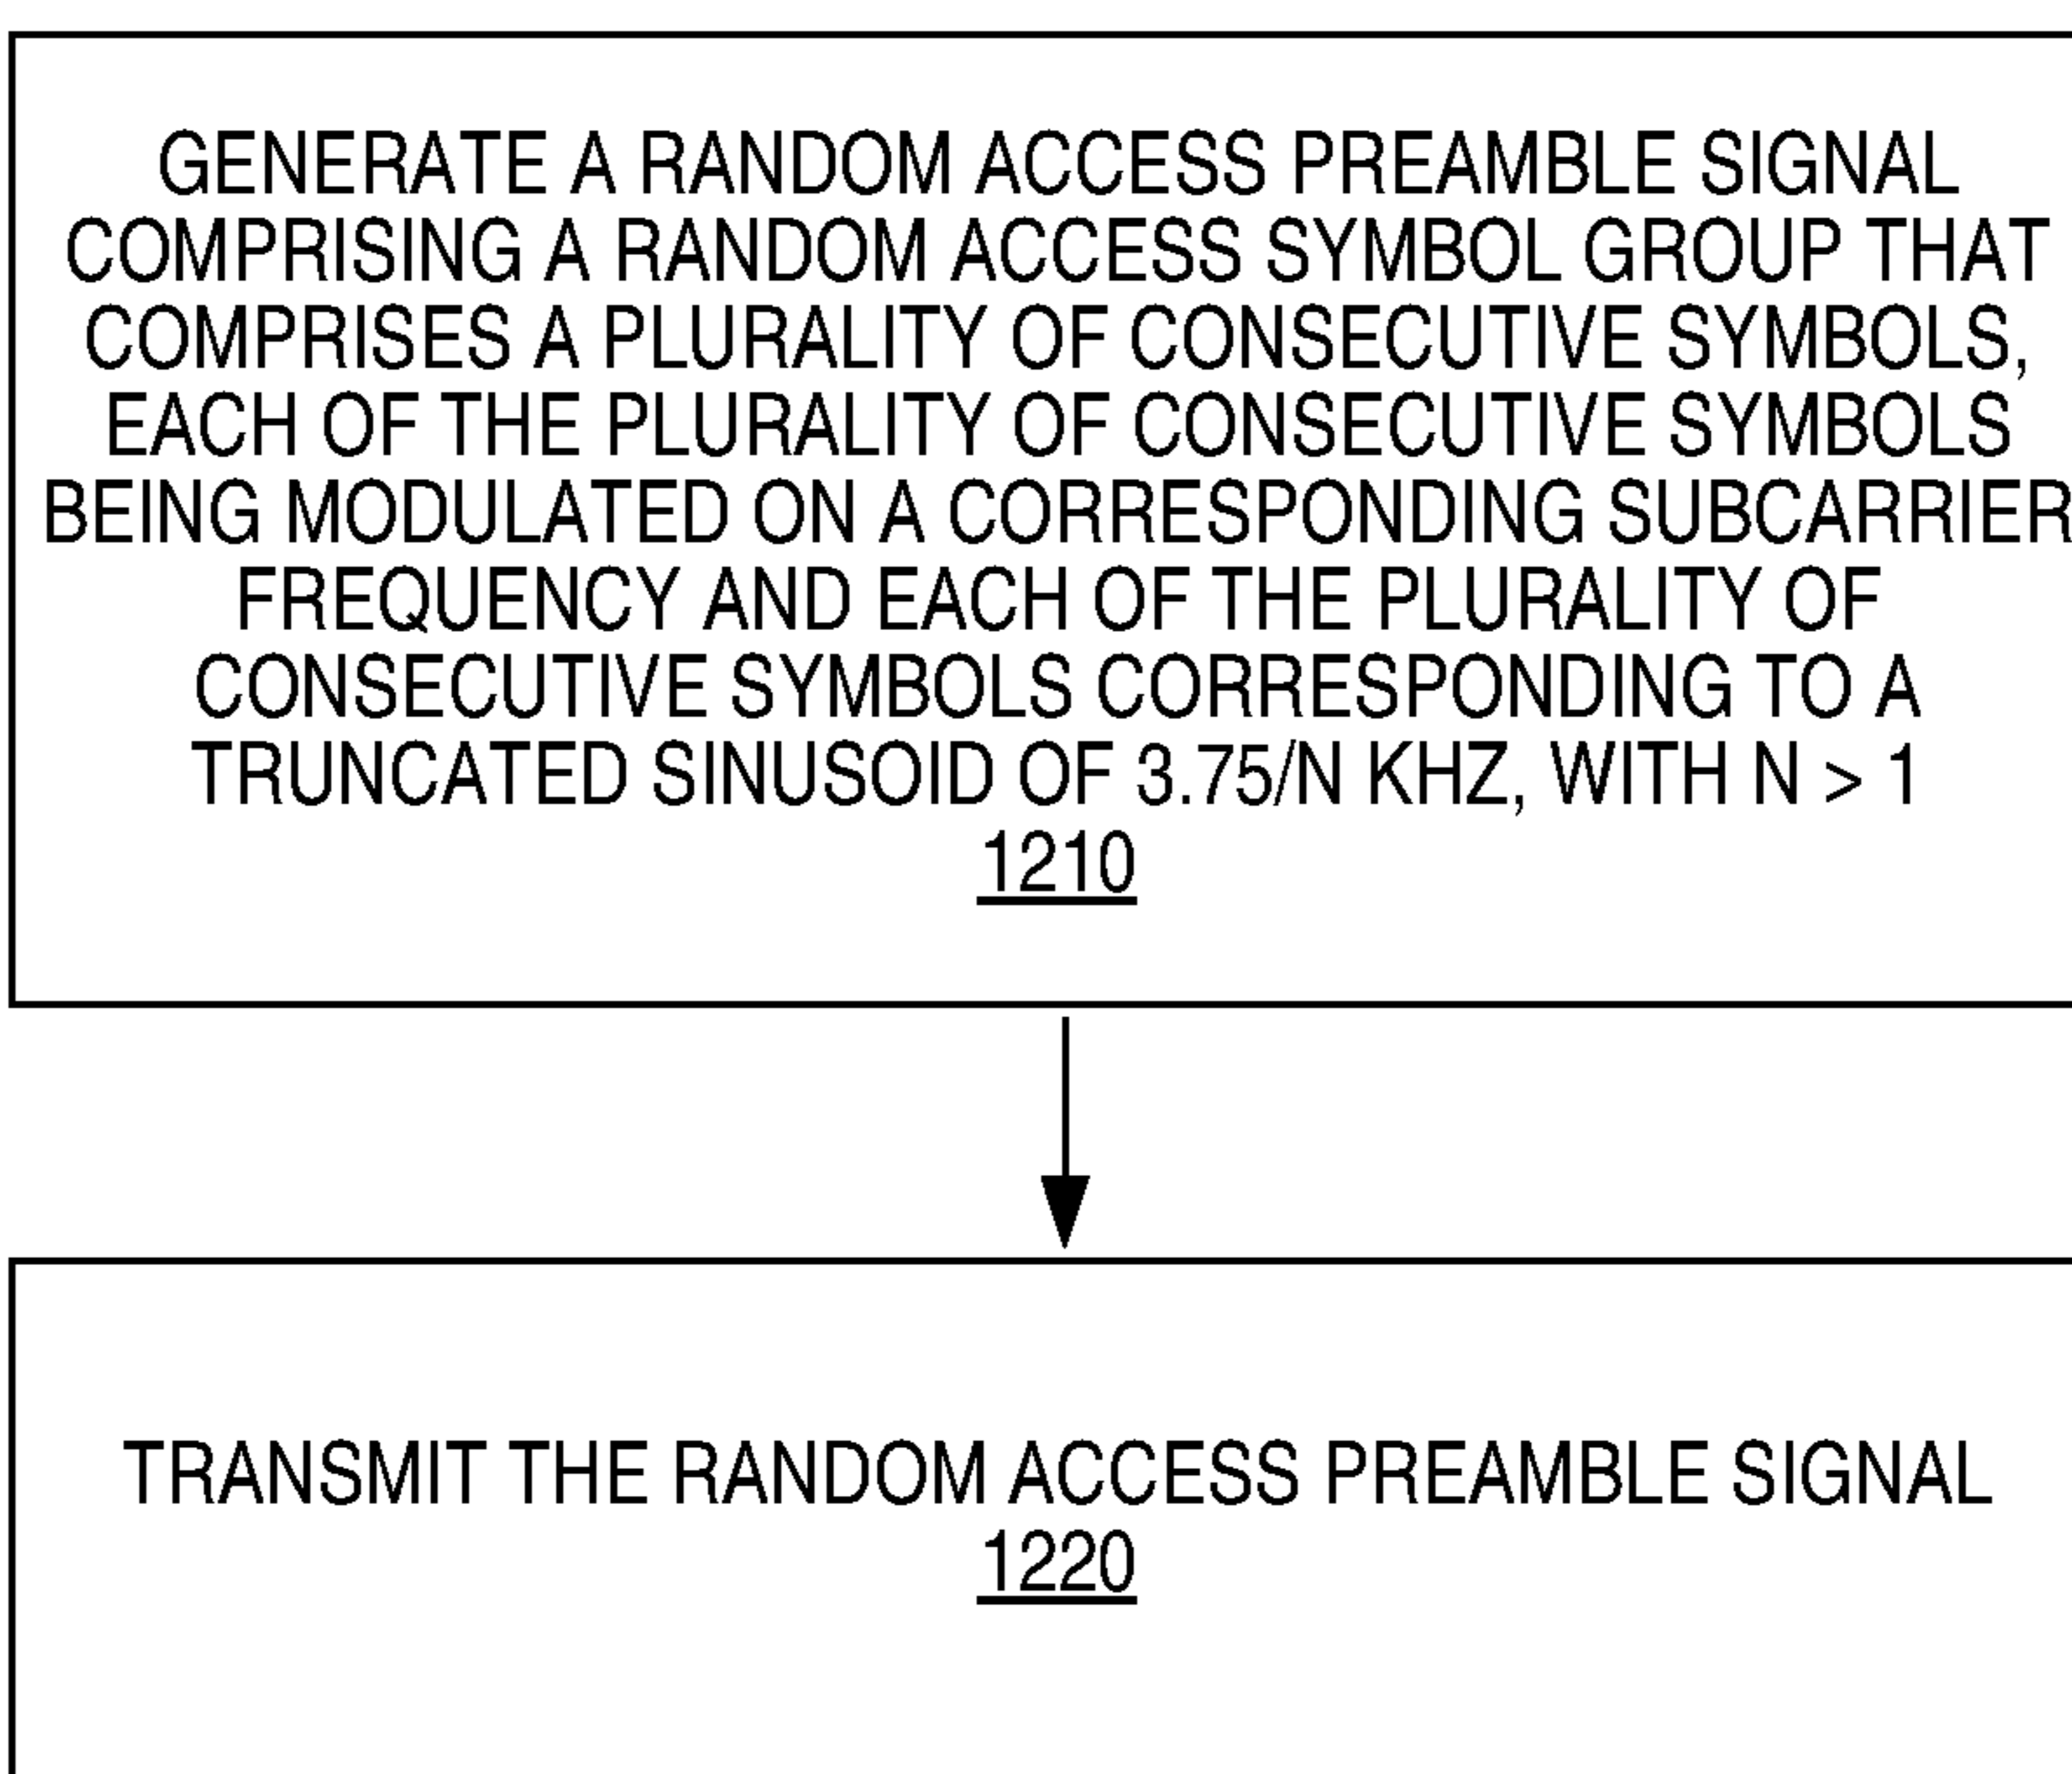 GENERATE A RANDOM ACCESS PREAMBLE SIGNAL
COMPRISING A RANDOM ACCESS SYMBOL GROUP THAT
COMPRISES A PLURALITY OF CONSECUTIVE SYMBOLS,
EACH OF THE PLURALITY OF CONSECUTIVE SYMBOLS
BEING MODULATED ON A CORRESPONDING SUBCARRIER
FREQUENCY AND EACH OF THE PLURALITY OF
CONSECUTIVE SYMBOLS CORRESPONDING TO A
TRUNCATED SINUSOID OF 3.75/N KHZ, WITH N > 1
1210
TRANSMIT THE RANDOM ACCESS PREAMBLE SIGNAL
1220